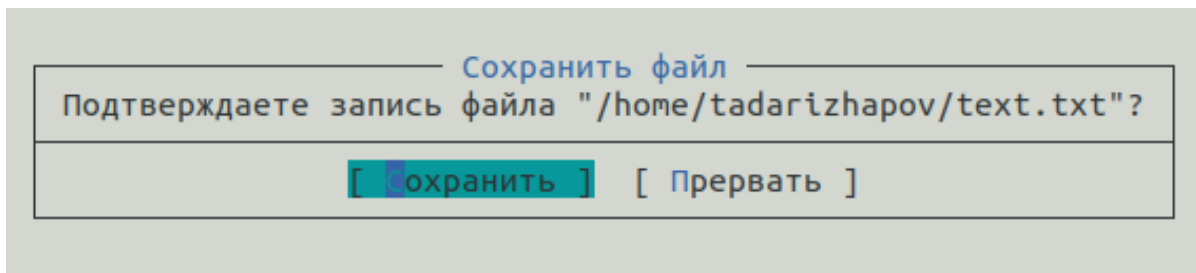 Сохранить файл
Подтверждаете запись файла "/home/tadarizhapov/text.txt"?
[ Сохранить ] [ Прервать ]